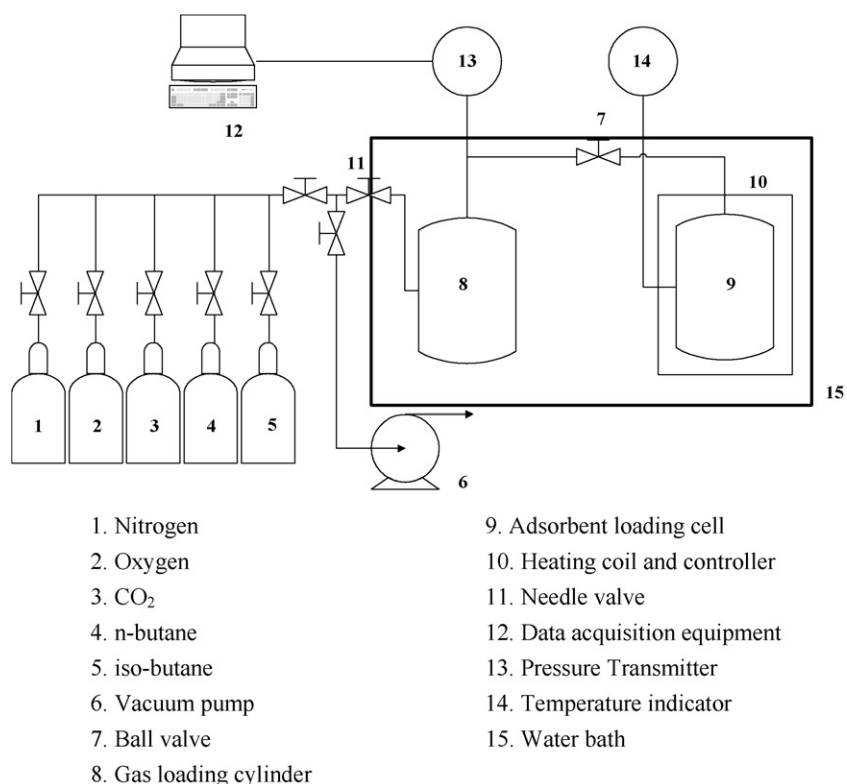 13
14
12
7
11
10
8
9
15
1
2
3
4
5
6
1. Nitrogen
2. Oxygen
3. CO₂
4. n-butane
5. iso-butane
6. Vacuum pump
7. Ball valve
8. Gas loading cylinder
9. Adsorbent loading cell
10. Heating coil and controller
11. Needle valve
12. Data acquisition equipment
13. Pressure Transmitter
14. Temperature indicator
15. Water bath